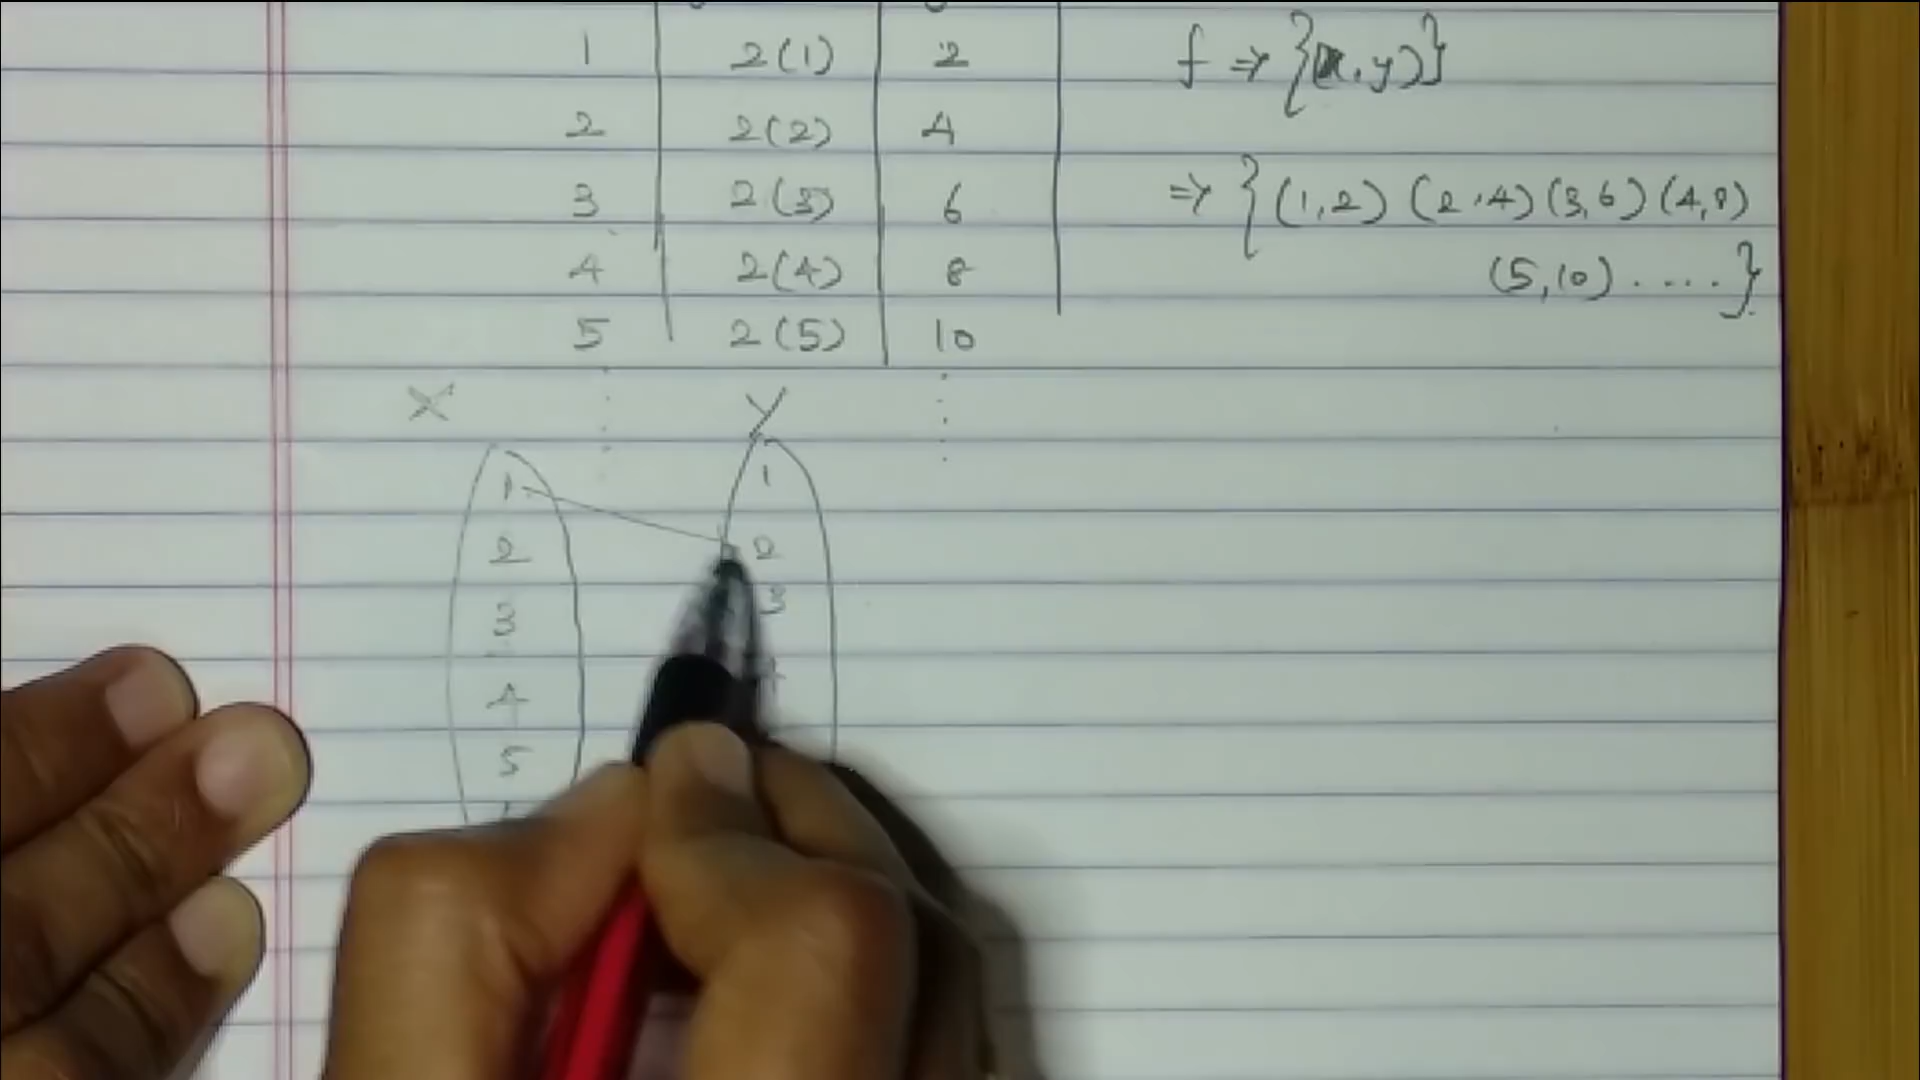 1 2(1) 2
2 2(2) 4
3 2(3) 6
4 2(4) 8
5 2(5) 10
f ⇒ {(x,y)}
⇒ {(1,2) (2,4) (3,6) (4,8)
(5,10) .....}
X Y
1 1
2 2
3 3
4
5